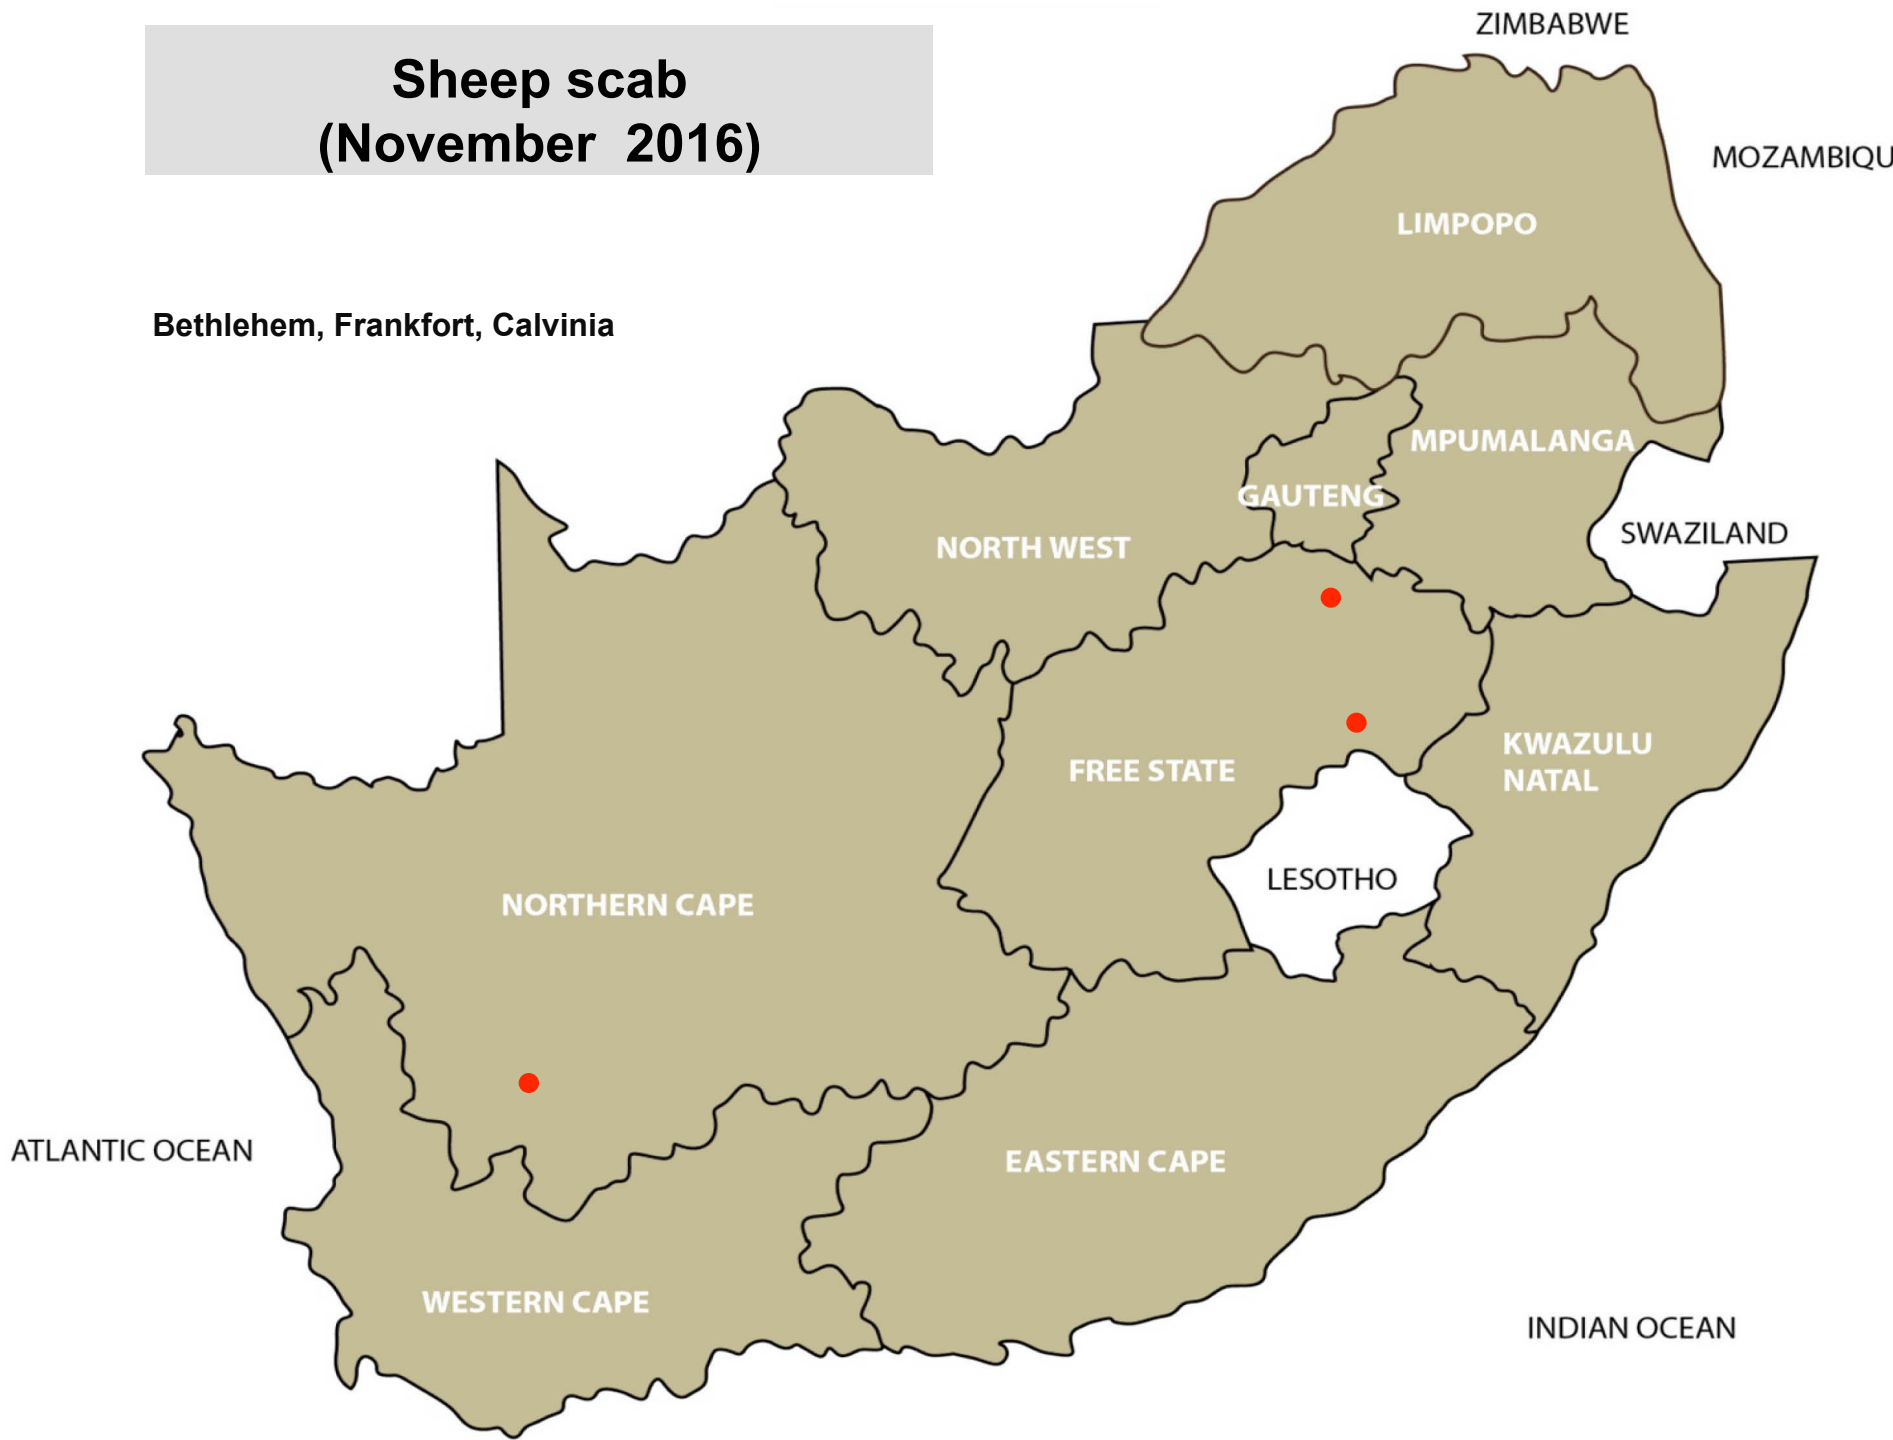 Sheep scab
(November 2016)
Bethlehem, Frankfort, Calvinia
ZIMBABWE
MOZAMBIQU
LIMPOPO
MPUMALANGA
GAUTENG
SWAZILAND
NORTH WEST
KWAZULU
NATAL
FREE STATE
LESOTHO
NORTHERN CAPE
ATLANTIC OCEAN
EASTERN CAPE
WESTERN CAPE
INDIAN OCEAN